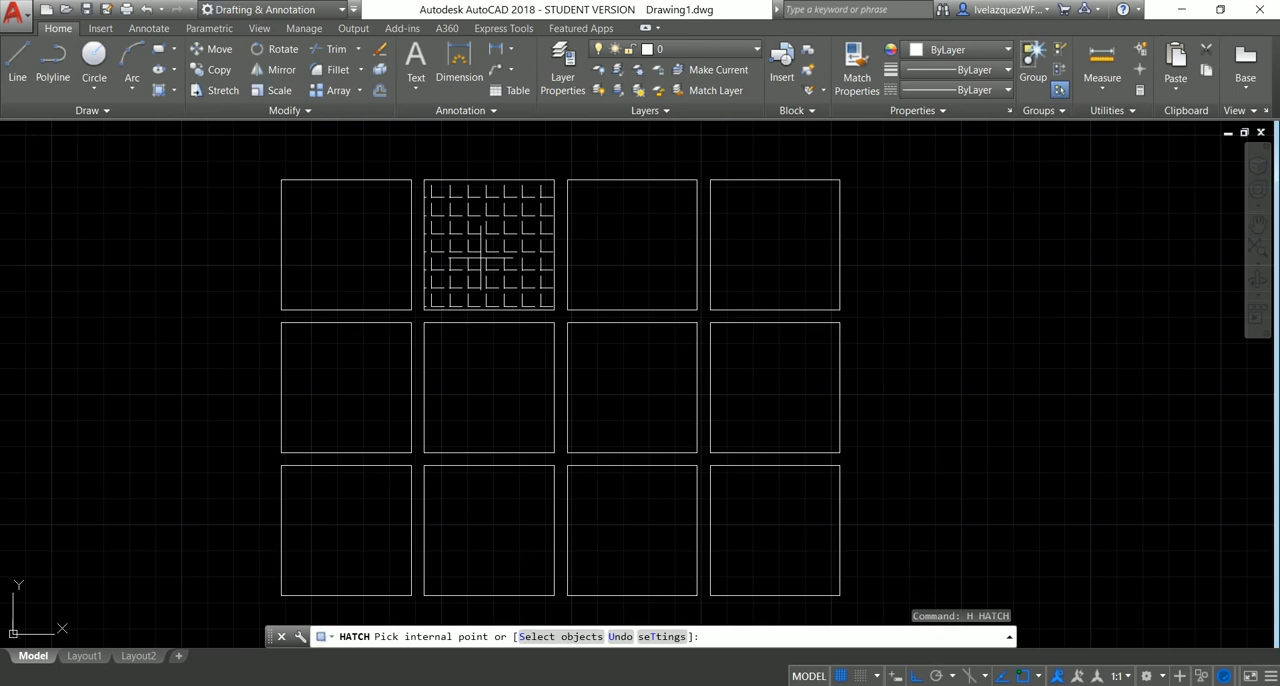 Drafting & Annotation
Autodesk AutoCAD 2018 - STUDENT VERSION Drawing1.dwg
Type a keyword or phrase
IvelazquezWF...
Home Insert Annotate Parametric View Manage Output Add-ins A360 Express Tools Featured Apps
Line Polyline Circle Arc
Move Rotate Trim
Copy Mirror Fillet
Stretch Scale Array
Text Dimension
Table
Layer
Properties
0
Make Current
Match Layer
Insert
Match
Properties
ByLayer
ByLayer
ByLayer
Group
Measure
Paste
Base
Draw Modify Annotation Layers Block Properties Groups Utilities Clipboard View
Y
X
Command: H HATCH
HATCH Pick internal point or [Select objects Undo seTtings]:
Model Layout1 Layout2 +
MODEL 1:1